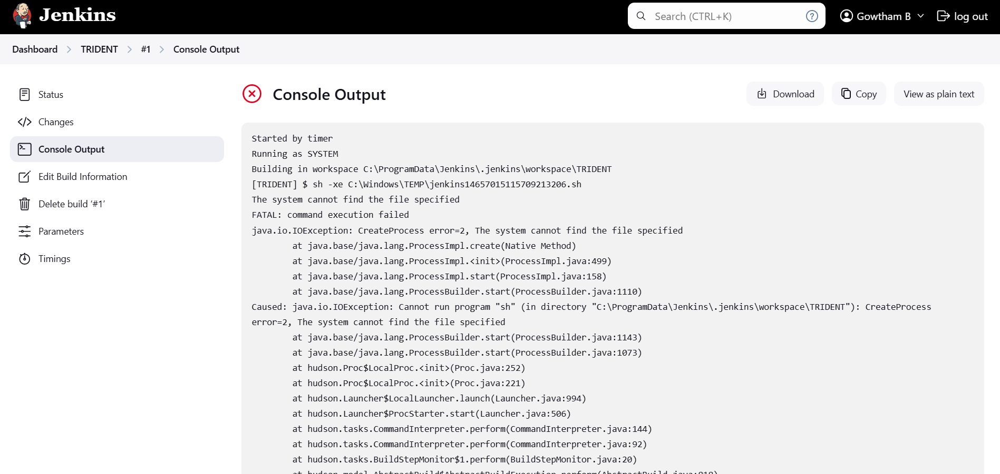 Jenkins
Search (CTRL+K)
Gowtham B
log out
Dashboard
TRIDENT
#1
Console Output
Status
Changes
Console Output
Edit Build Information
Delete build ‘#1’
Parameters
Timings
Console Output
Download
Copy
View as plain text
Started by timer
Running as SYSTEM
Building in workspace C:\ProgramData\Jenkins\.jenkins\workspace\TRIDENT
[TRIDENT] $ sh -xe C:\Windows\TEMP\jenkins14657015115709213206.sh
The system cannot find the file specified
FATAL: command execution failed
java.io.IOException: CreateProcess error=2, The system cannot find the file specified
at java.base/java.lang.ProcessImpl.create(Native Method)
at java.base/java.lang.ProcessImpl.<init>(ProcessImpl.java:499)
at java.base/java.lang.ProcessImpl.start(ProcessImpl.java:158)
at java.base/java.lang.ProcessBuilder.start(ProcessBuilder.java:1110)
Caused: java.io.IOException: Cannot run program "sh" (in directory "C:\ProgramData\Jenkins\.jenkins\workspace\TRIDENT"): CreateProcess
error=2, The system cannot find the file specified
at java.base/java.lang.ProcessBuilder.start(ProcessBuilder.java:1143)
at java.base/java.lang.ProcessBuilder.start(ProcessBuilder.java:1073)
at hudson.Proc$LocalProc.<init>(Proc.java:252)
at hudson.Proc$LocalProc.<init>(Proc.java:221)
at hudson.Launcher$LocalLauncher.launch(Launcher.java:994)
at hudson.Launcher$ProcStarter.start(Launcher.java:506)
at hudson.tasks.CommandInterpreter.perform(CommandInterpreter.java:144)
at hudson.tasks.CommandInterpreter.perform(CommandInterpreter.java:92)
at hudson.tasks.BuildStepMonitor$1.perform(BuildStepMonitor.java:20)
at hudson.model.AbstractBuild$AbstractBuildExecution.perform(AbstractBuild.java:818)